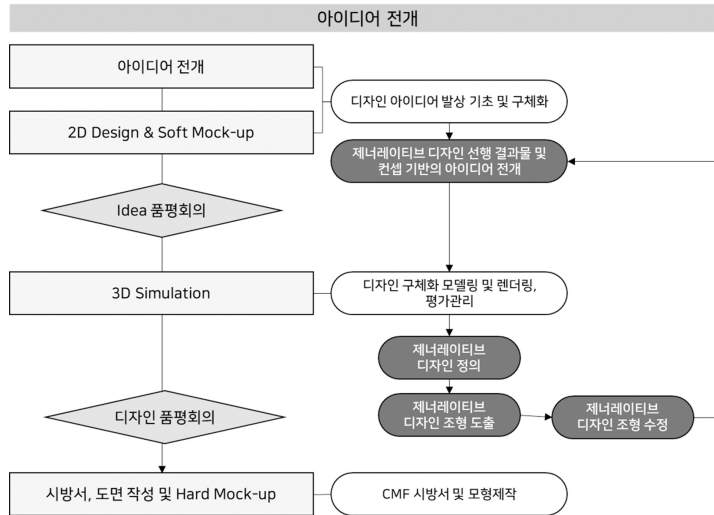 아이디어 전개
아이디어 전개
2D Design & Soft Mock-up
디자인 아이디어 발상 기초 및 구체화
제너레이티브 디자인 선행 결과물 및
컨셉 기반의 아이디어 전개
Idea 품평회의
3D Simulation
디자인 구체화 모델링 및 렌더링,
평가관리
제너레이티브
디자인 정의
디자인 품평회의
제너레이티브
디자인 조형 도출
제너레이티브
디자인 조형 수정
시방서, 도면 작성 및 Hard Mock-up
CMF 시방서 및 모형제작